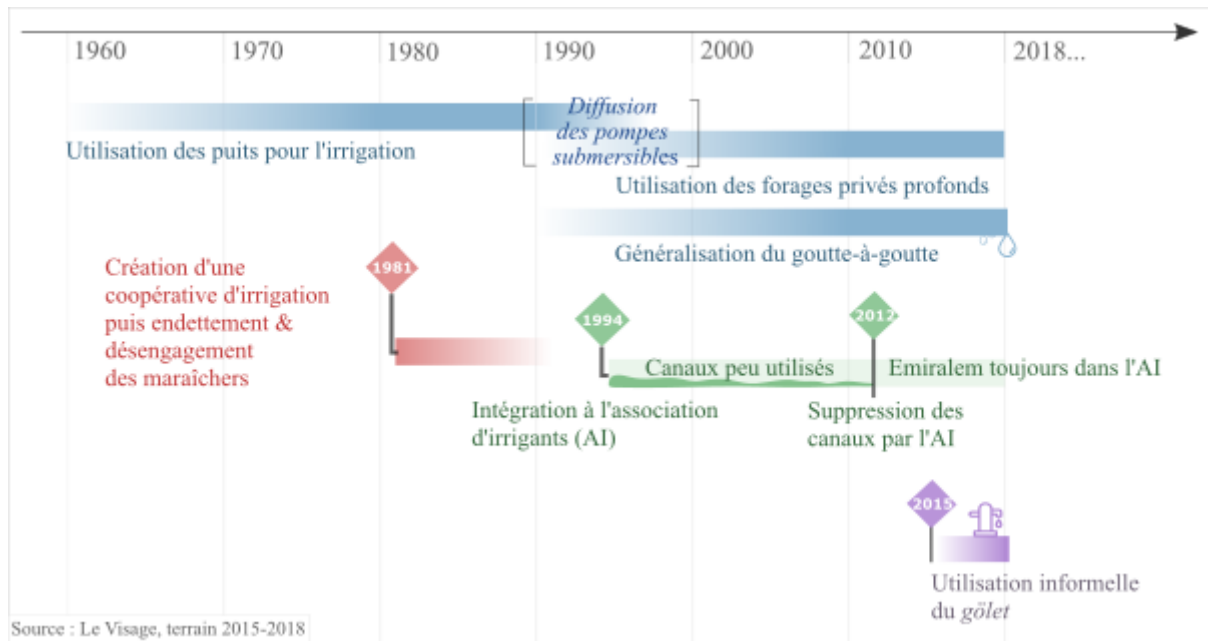 1960
1970
1980
1990
2000
2010
2018...
Diffusion
des pompes
submersibles
Utilisation des puits pour l'irrigation
Utilisation des forages privés profonds
Généralisation du goutte-à-goutte
1981
Création d'une
coopérative d'irrigation
puis endettement &
désengagement
des maraîchers
1994
2012
Canaux peu utilisés
Emiralem toujours dans l'AI
Intégration à l'association
d'irrigants (AI)
Suppression des
canaux par l'AI
2015
Utilisation informelle
du gölet
Source : Le Visage, terrain 2015-2018